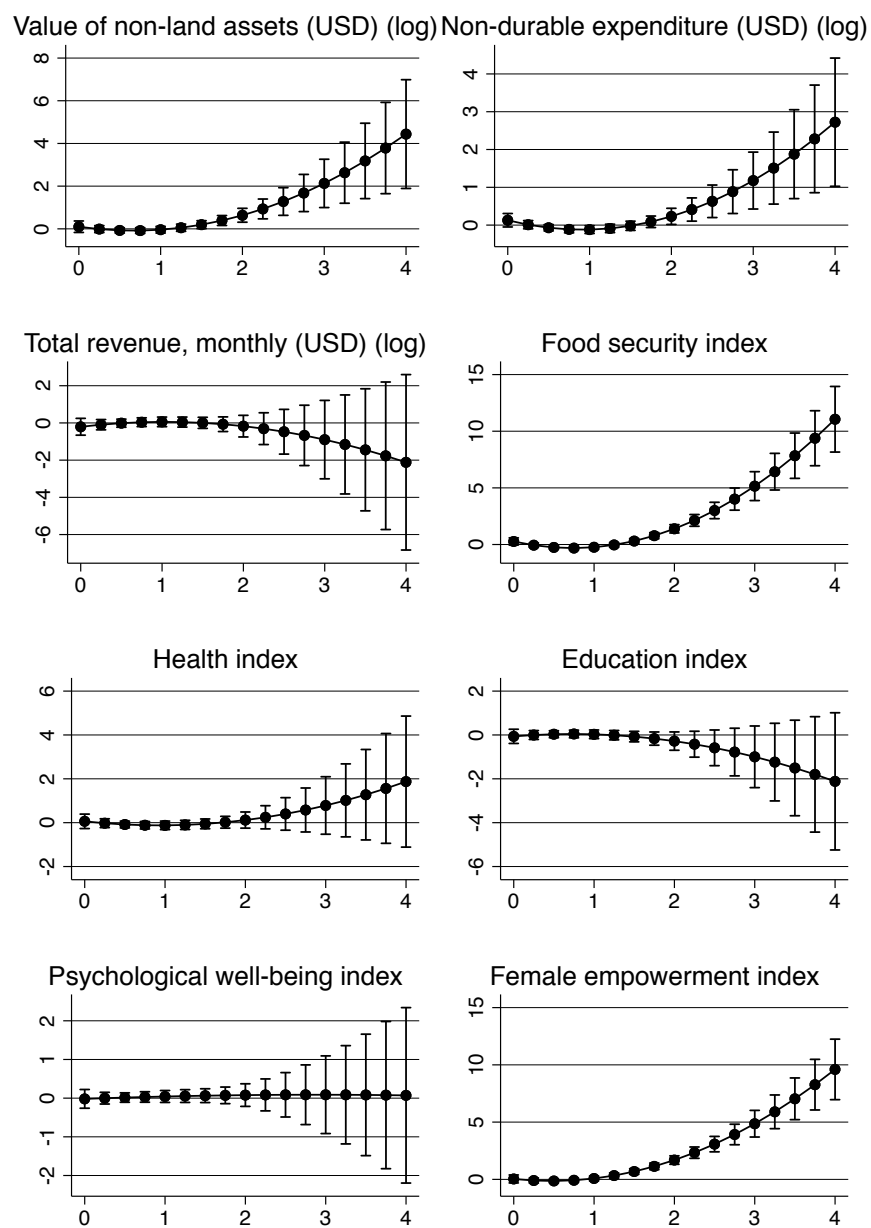 Value of non-land assets (USD) (log)
8
6
4
2
0
0 1 2 3 4
Non-durable expenditure (USD) (log)
4
3
2
1
0
0 1 2 3 4
Total revenue, monthly (USD) (log)
2
0
-2
-4
-6
0 1 2 3 4
Food security index
15
10
5
0
0 1 2 3 4
Health index
6
4
2
0
-2
0 1 2 3 4
Education index
2
0
-2
-4
-6
0 1 2 3 4
Psychological well-being index
2
1
0
-1
-2
0 1 2 3 4
Female empowerment index
15
10
5
0
0 1 2 3 4